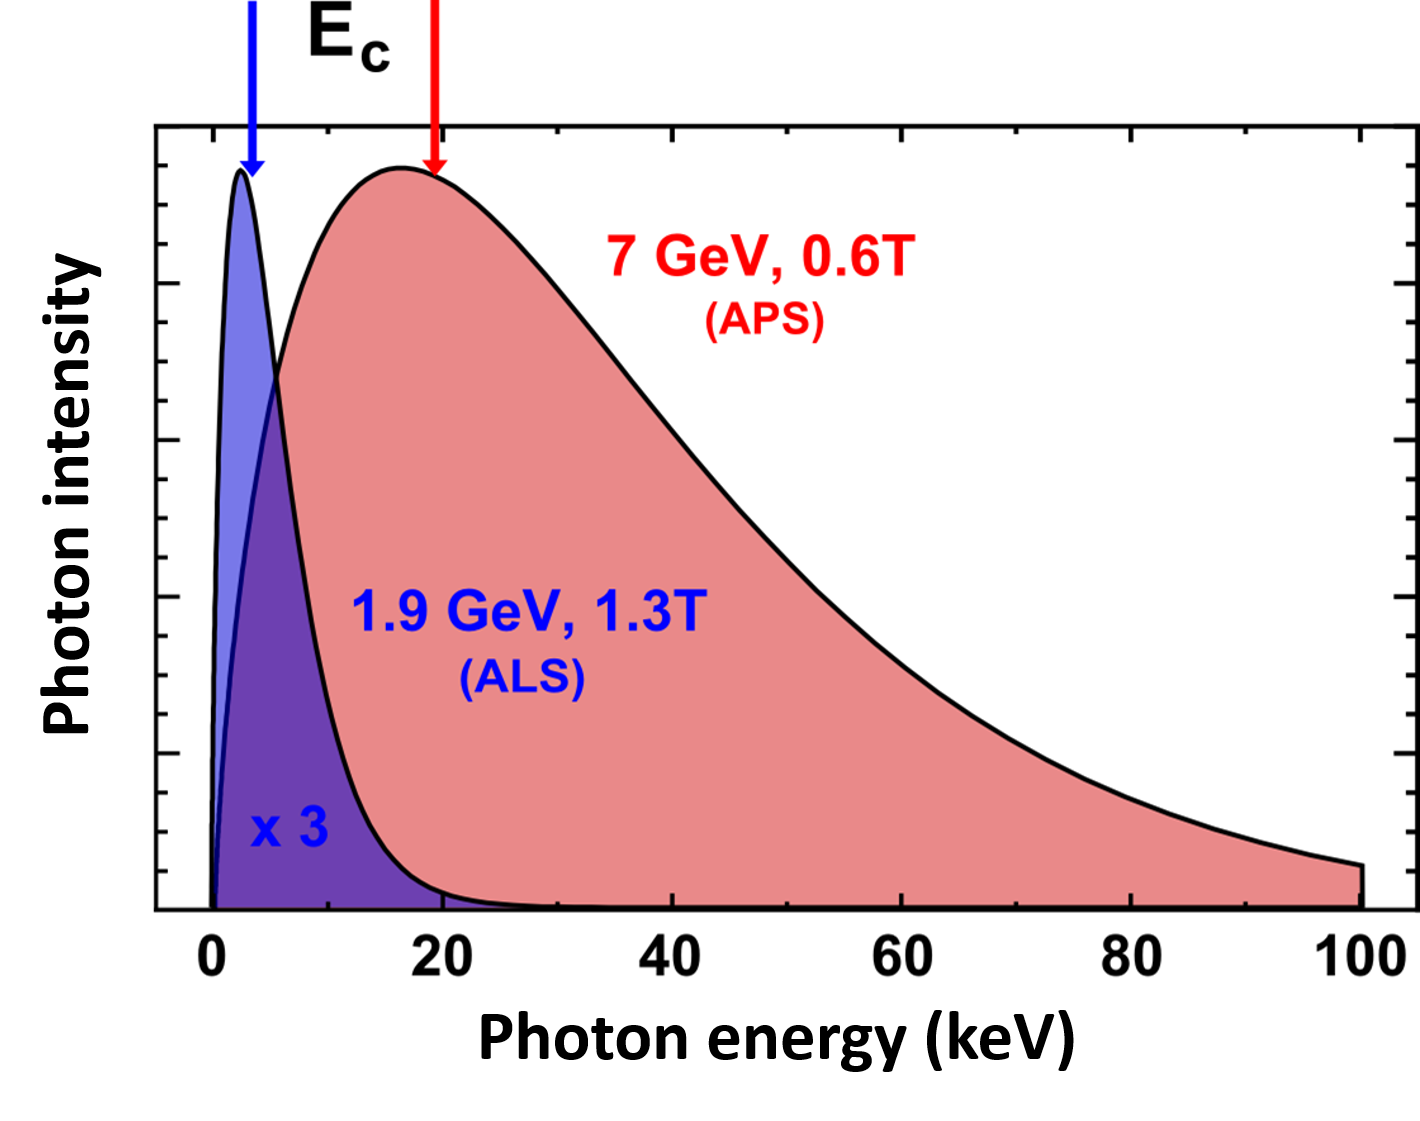 Ec
7 GeV, 0.6T
(APS)
1.9 GeV, 1.3T
(ALS)
x 3
Photon intensity
0 20 40 60 80 100
Photon energy (keV)